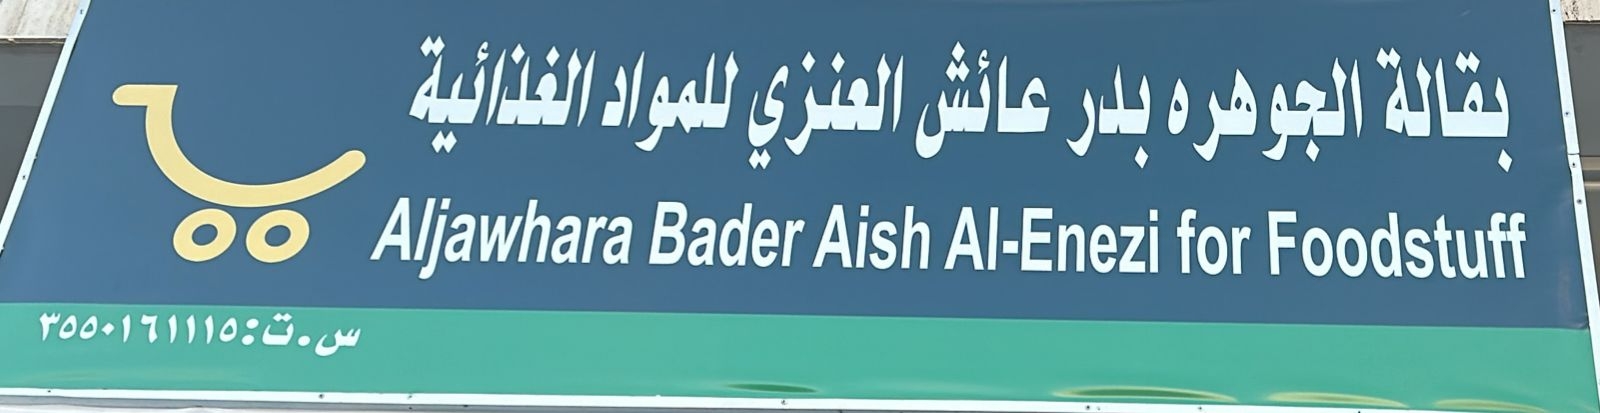 بقالة الجوهره بدر عائش العنزي للمواد الغذائية
Aljawhara Bader Aish Al-Enezi for Foodstuff
س.ت:٣٥٥٠١٦١١١٥